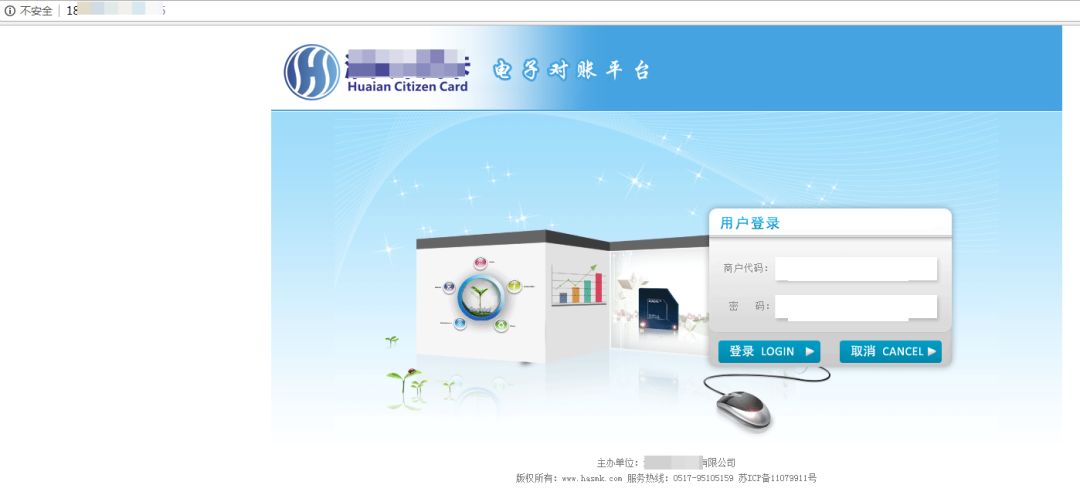 不安全 18
Huaian Citizen Card
电子对账平台
用户登录
商户代码:
密 码:
登录 LOGIN
取消 CANCEL
主办单位: 有限公司
版权所有: www.hasmk.com 服务热线: 0517-95105159 苏ICP备11079911号